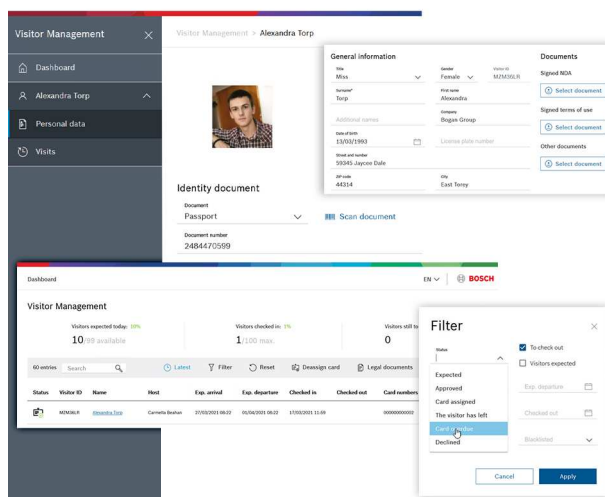 Visitor Management
Dashboard
Alexandra Torp
Personal data
Visits
Visitor Management > Alexandra Torp
Identity document
Document
Passport
Scan document
Document number
2484470599
General information
Title
Miss
Gender
Female
Visitor ID
MZM36LR
Surname*
Torp
First name
Alexandra
Additional names
Company
Bogan Group
Date of birth
13/03/1993
License plate number
Street and number
59345 Jaycee Dale
ZIP code
44314
City
East Torey
Documents
Signed NDA
Select document
Signed terms of use
Select document
Other documents
Select document
Dashboard
EN
BOSCH
Visitor Management
Visitors expected today: 10%
10/99 available
Visitors checked in: 1%
1/100 max.
Visitors still to
0
60 entries
Search
Latest
Filter
Reset
Deassign card
Legal documents
Status Visitor ID Name Host Exp. arrival Exp. departure Checked in Checked out Card numbers
MZM36LR Alexandra Torp Carmella Beahan 17/03/2021 08:22 01/04/2021 08:22 17/03/2021 11:59
Filter
Status
Expected
Approved
Card assigned
The visitor has left
Card overdue
Declined
To check out
Visitors expected
Exp. departure
Checked out
Blacklisted
Cancel
Apply